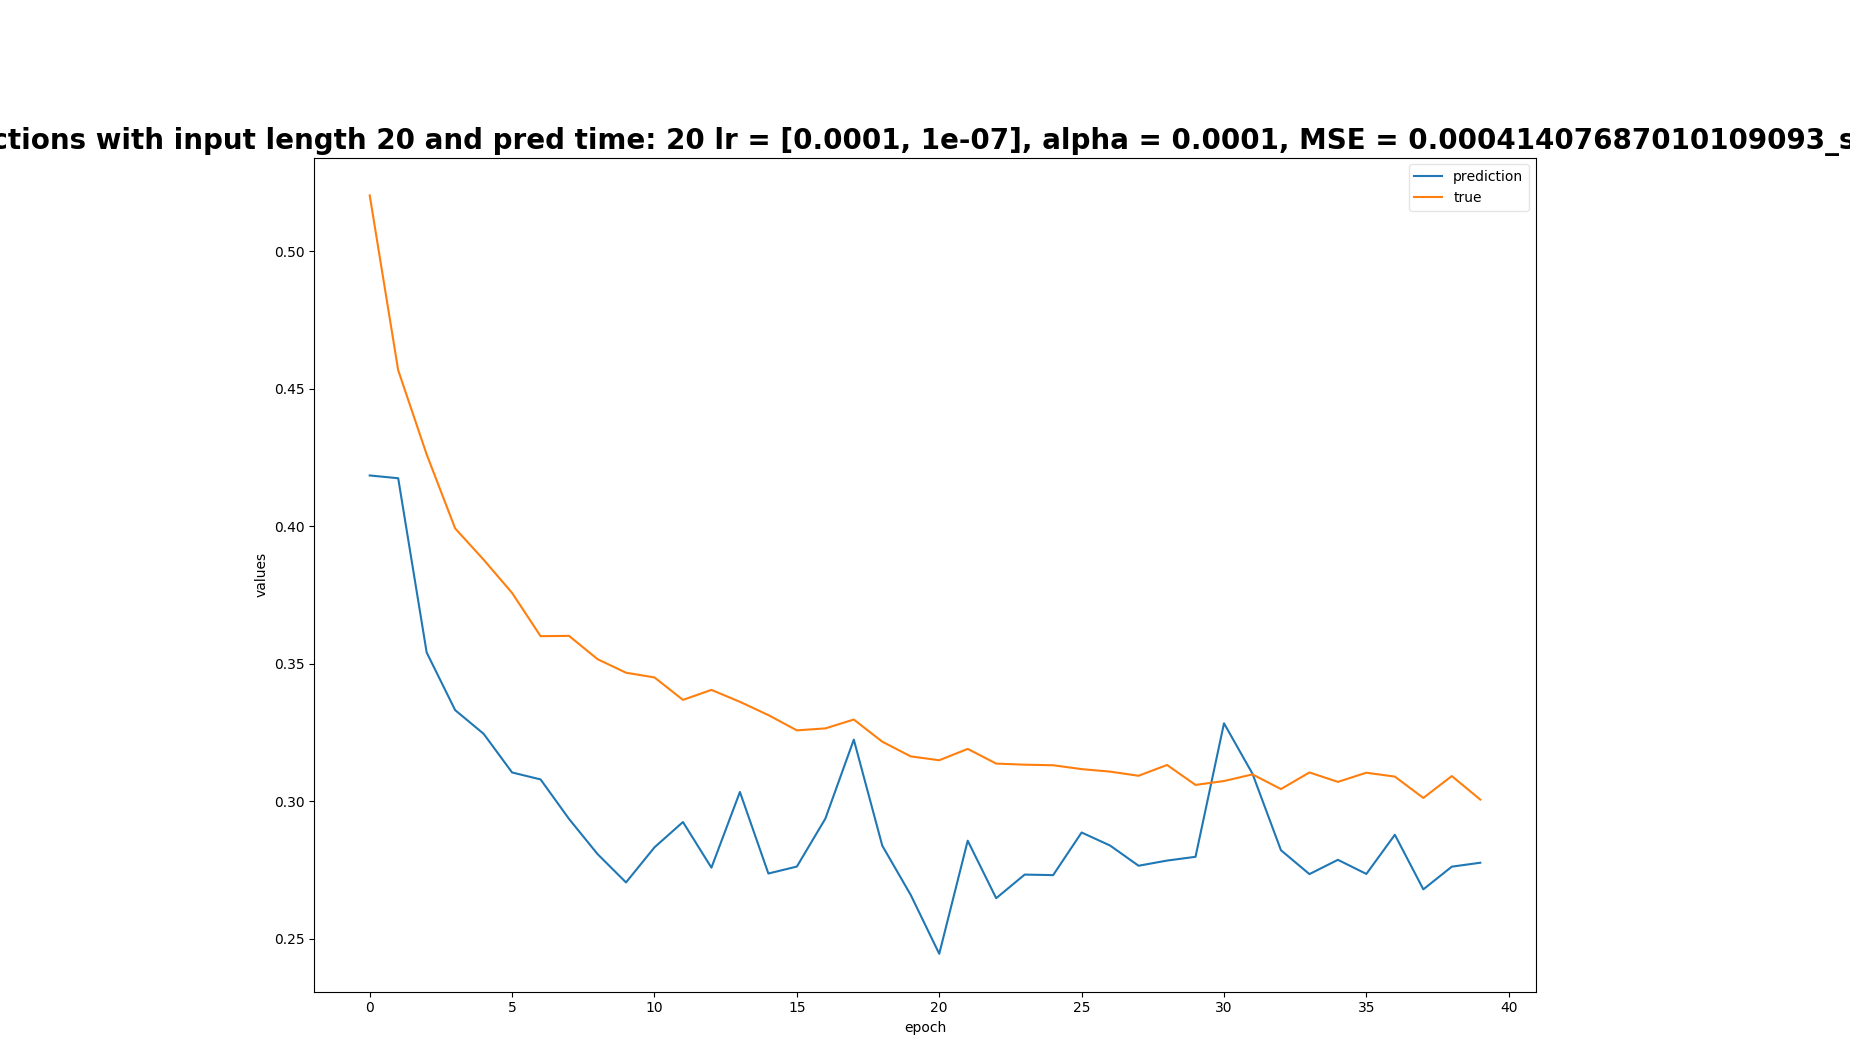 ctions with input length 20 and pred time: 20 lr = [0.0001, 1e-07], alpha = 0.0001, MSE = 0.00041407687010109093_s
prediction
true
0.50
0.45
0.40
0.35
0.30
0.25
values
0 5 10 15 20 25 30 35 40
epoch